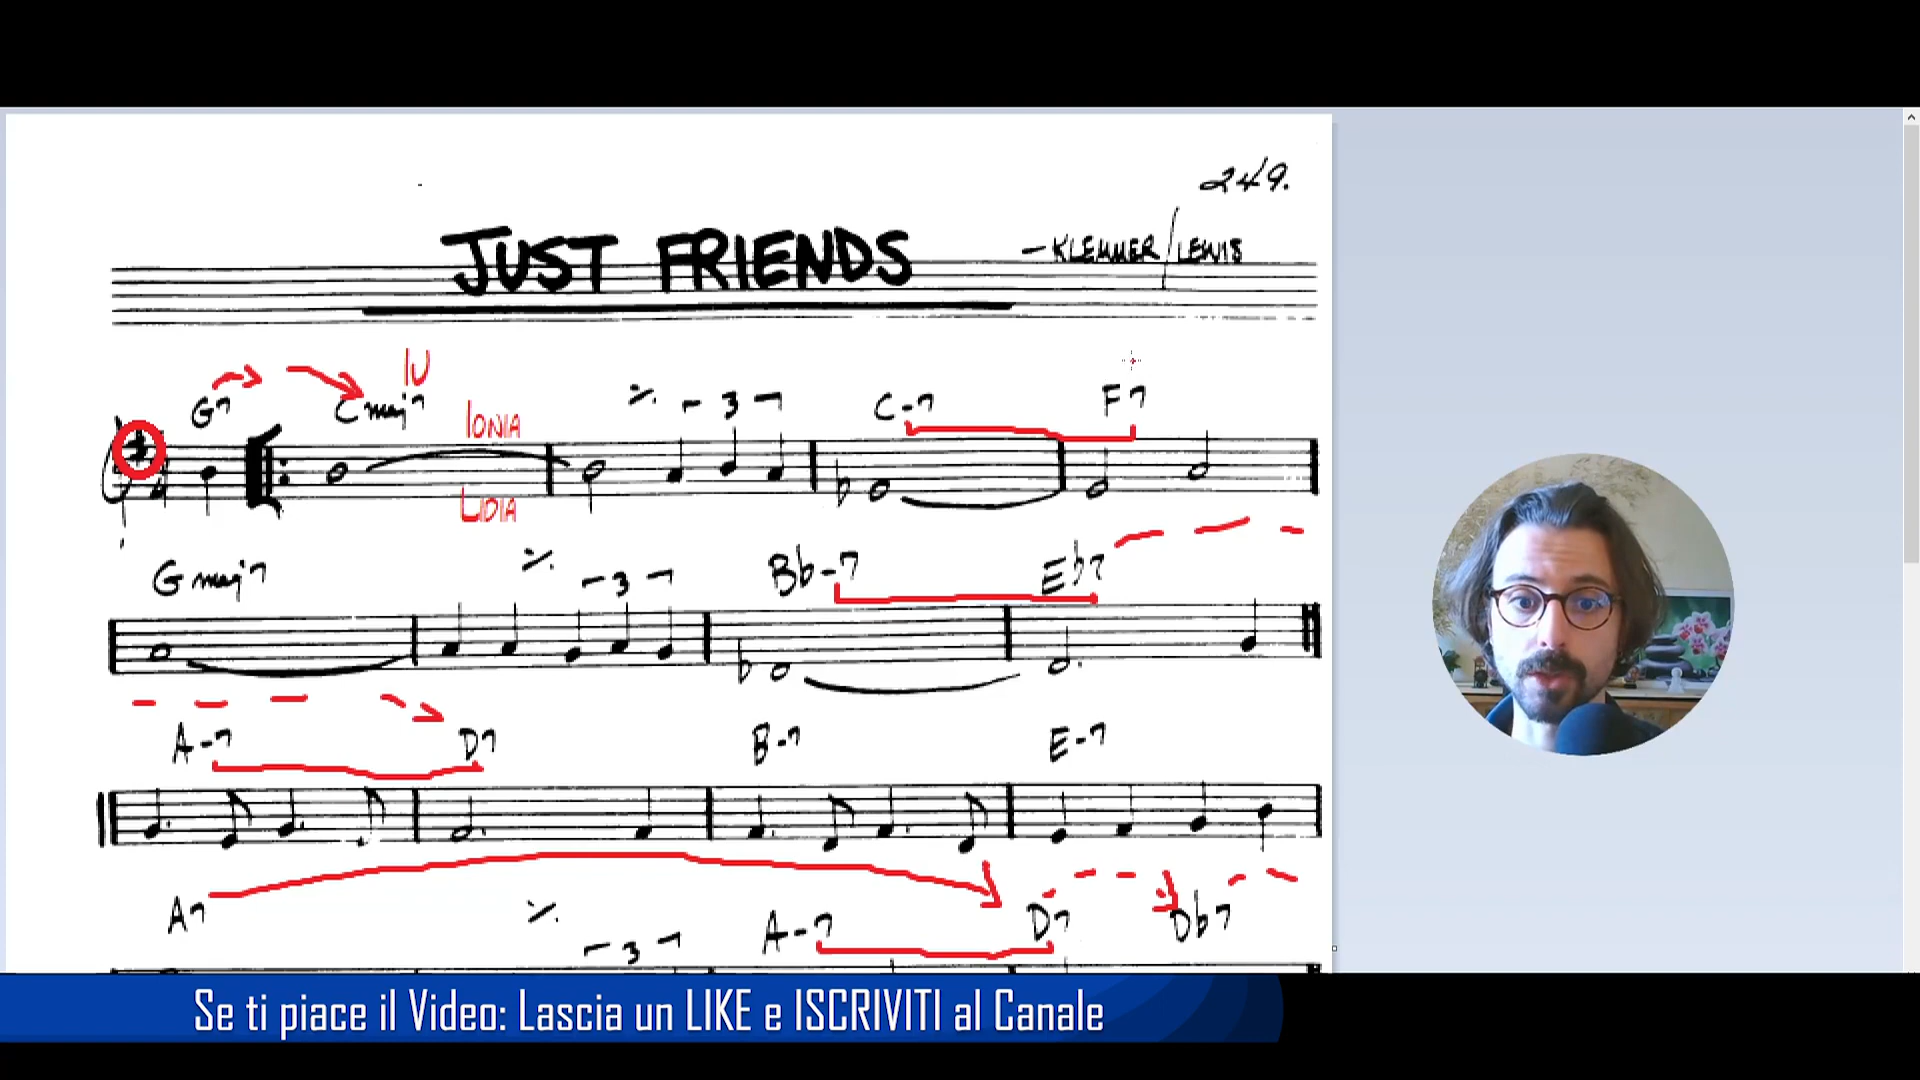 249.
JUST FRIENDS
- KLEMMER/LEWIS
IV
G7 Cmaj7 IONIA ٪ -3- C-7 F7
LIDIA
Gmaj7 ٪ -3- Bb-7 Eb7
A-7 D7 B-7 E-7
A7 ٪ -3- A-7 D7 Db7
Se ti piace il Video: Lascia un LIKE e ISCRIVITI al Canale